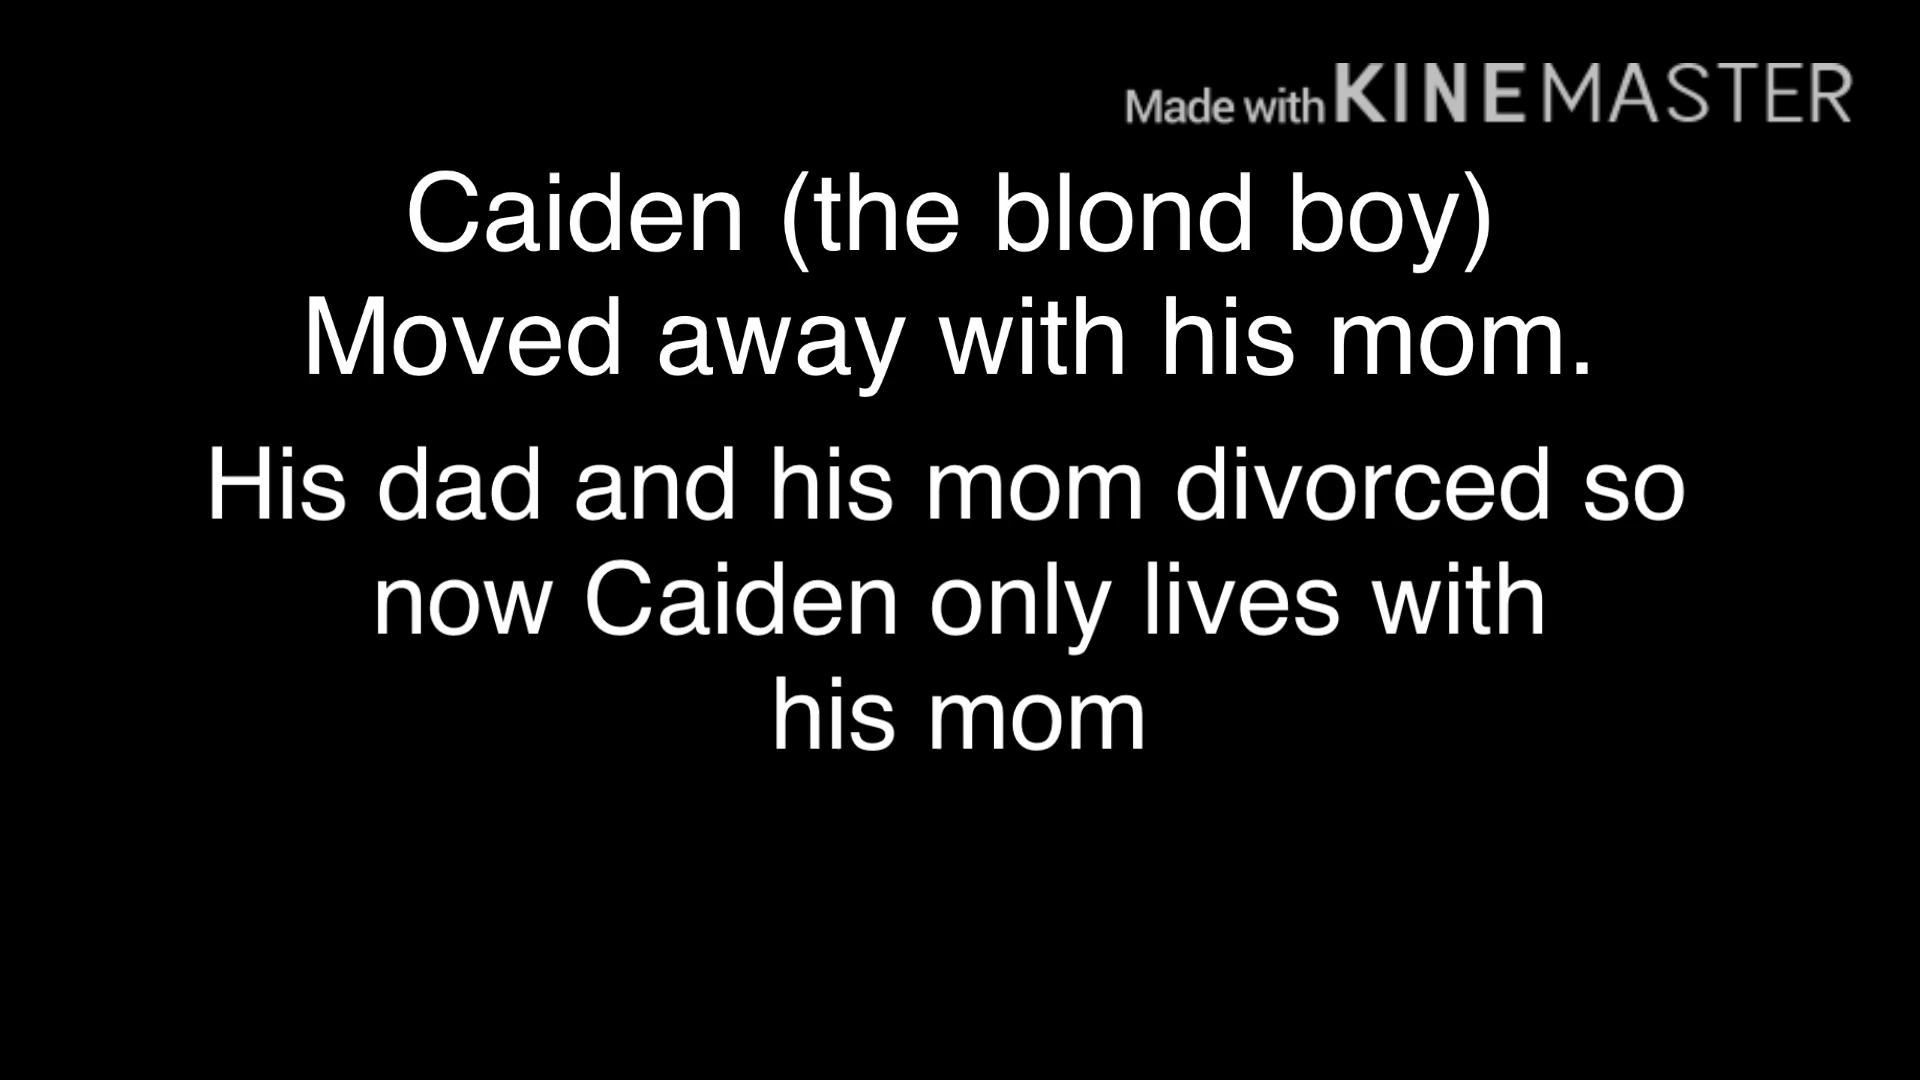 Made with KINEMASTER
Caiden (the blond boy)
Moved away with his mom.
His dad and his mom divorced so
now Caiden only lives with
his mom